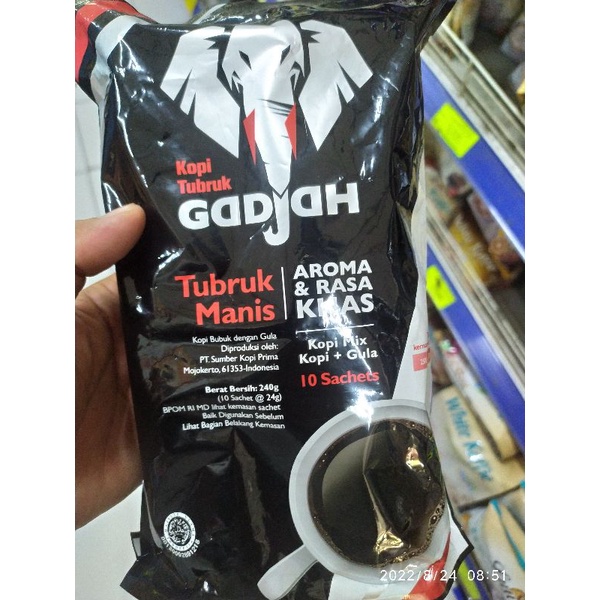 Kopi
Tubruk
GADJAH
Tubruk
Manis
AROMA
& RASA
KHAS
Kopi Bubuk dengan Gula
Diproduksi oleh:
PT. Sumber Kopi Prima
Mojokerto, 61353-Indonesia
Kopi Mix
Kopi + Gula
10 Sachets
Berat Bersih: 240g
(10 Sachet @ 24g)
BPOM RI MD lihat kemasan sachet
Baik Digunakan Sebelum
Lihat Bagian Belakang Kemasan
White Koffie
2022/8/24 08:51